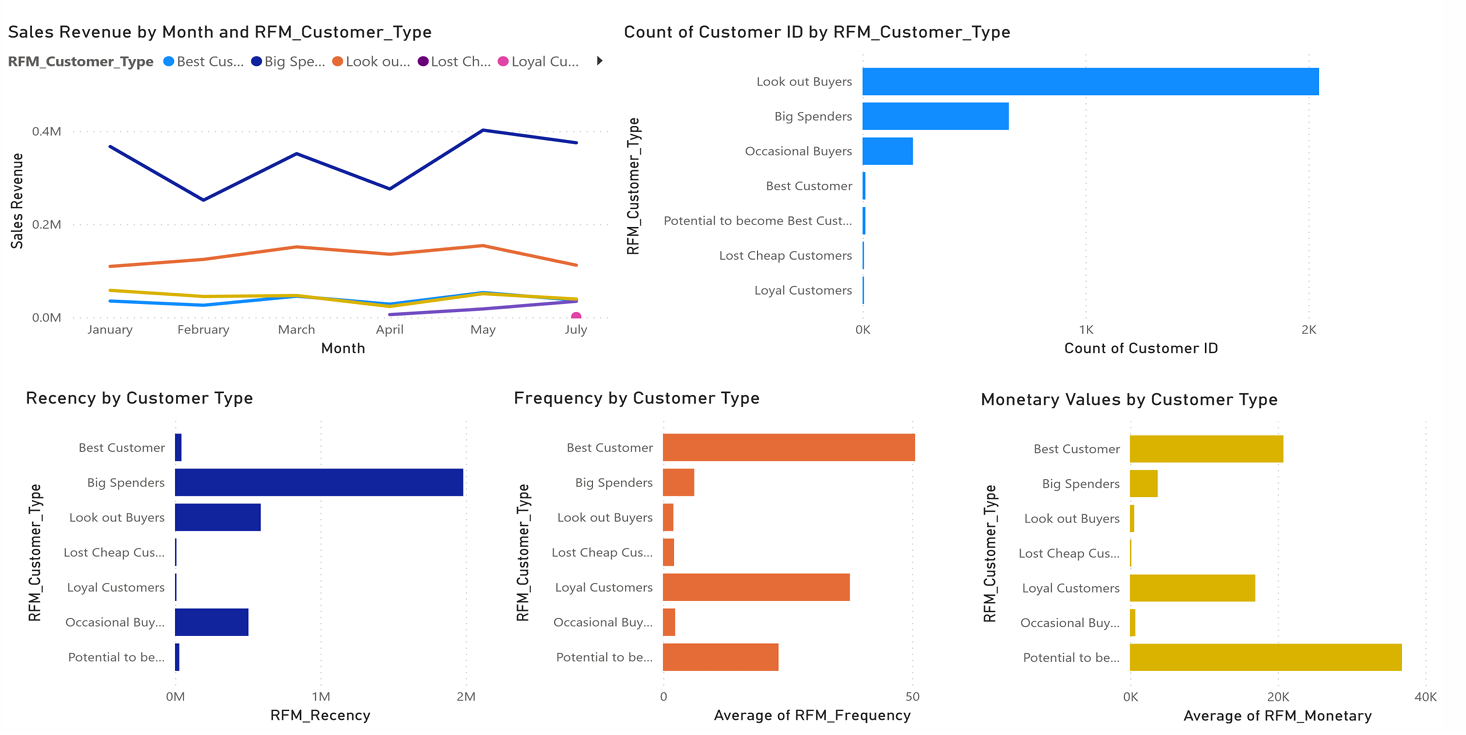 Sales Revenue by Month and RFM_Customer_Type
RFM_Customer_Type Best Cus... Big Spe... Look ou... Lost Ch... Loyal Cu...
0.4M
0.2M
0.0M
Sales Revenue
January February March April May July
Month
Count of Customer ID by RFM_Customer_Type
RFM_Customer_Type
Look out Buyers
Big Spenders
Occasional Buyers
Best Customer
Potential to become Best Cust...
Lost Cheap Customers
Loyal Customers
0K 1K 2K
Count of Customer ID
Recency by Customer Type
RFM_Customer_Type
Best Customer
Big Spenders
Look out Buyers
Lost Cheap Cus...
Loyal Customers
Occasional Buy...
Potential to be...
0M 1M 2M
RFM_Recency
Frequency by Customer Type
RFM_Customer_Type
Best Customer
Big Spenders
Look out Buyers
Lost Cheap Cus...
Loyal Customers
Occasional Buy...
Potential to be...
0 50
Average of RFM_Frequency
Monetary Values by Customer Type
RFM_Customer_Type
Best Customer
Big Spenders
Look out Buyers
Lost Cheap Cus...
Loyal Customers
Occasional Buy...
Potential to be...
0K 20K 40K
Average of RFM_Monetary